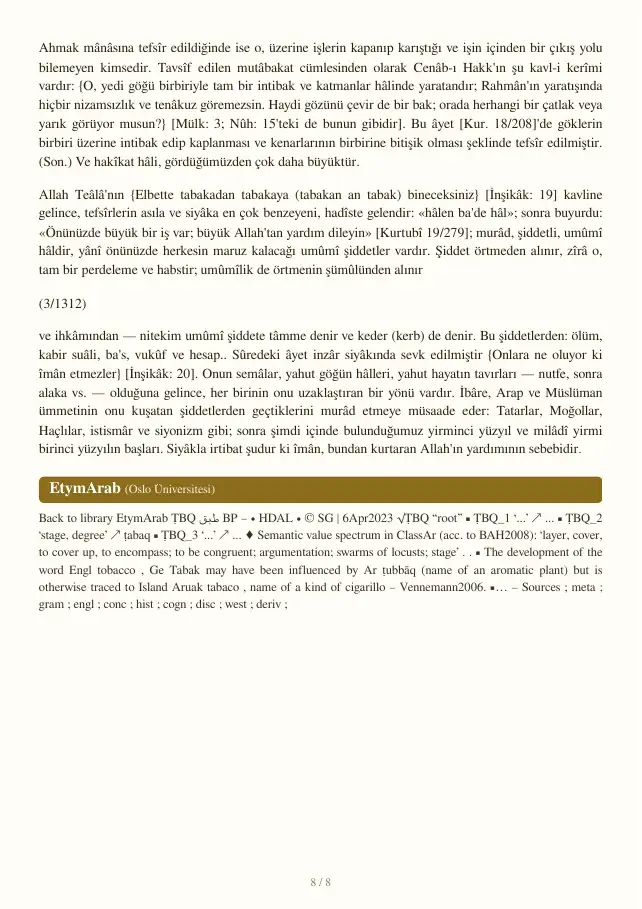 Ahmak mânâsına tefsîr edildiğinde ise o, üzerine işlerin kapanıp karıştığı ve işin içinden bir çıkış yolu
bilemeyen kimsedir. Tavsîf edilen mutâbakat cümlesinden olarak Cenâb-ı Hakk'ın şu kavl-i kerîmi
vardır: {O, yedi göğü birbiriyle tam bir intibak ve katmanlar hâlinde yaratandır; Rahmân'ın yaratışında
hiçbir nizamsızlık ve tenâkuz göremezsin. Haydi gözünü çevir de bir bak; orada herhangi bir çatlak veya
yarık görüyor musun?} [Mülk: 3; Nûh: 15'teki de bunun gibidir]. Bu âyet [Kur. 18/208]'de göklerin
birbiri üzerine intibak edip kaplanması ve kenarlarının birbirine bitişik olması şeklinde tefsîr edilmiştir.
(Son.) Ve hakîkat hâli, gördüğümüzden çok daha büyüktür.
Allah Teâlâ'nın {Elbette tabakadan tabakaya (tabakan an tabak) bineceksiniz} [İnşikâk: 19] kavline
gelince, tefsîrlerin asıla ve siyâka en çok benzeyeni, hadîste gelendir: «hâlen ba'de hâl»; sonra buyurdu:
«Önünüzde büyük bir iş var; büyük Allah'tan yardım dileyin» [Kurtubî 19/279]; murâd, şiddetli, umûmî
hâldir, yânî önünüzde herkesin maruz kalacağı umûmî şiddetler vardır. Şiddet örtmeden alınır, zîrâ o,
tam bir perdeleme ve habstir; umûmîlik de örtmenin şümûlünden alınır
(3/1312)
ve ihkâmından — nitekim umûmî şiddete tâmme denir ve keder (kerb) de denir. Bu şiddetlerden: ölüm,
kabir suâli, ba's, vukûf ve hesap.. Sûredeki âyet inzâr siyâkında sevk edilmiştir {Onlara ne oluyor ki
îmân etmezler} [İnşikâk: 20]. Onun semâlar, yahut göğün hâlleri, yahut hayatın tavırları — nutfe, sonra
alaka vs. — olduğuna gelince, her birinin onu uzaklaştıran bir yönü vardır. İbâre, Arap ve Müslüman
ümmetinin onu kuşatan şiddetlerden geçtiklerini murâd etmeye müsaade eder: Tatarlar, Moğollar,
Haçlılar, istismâr ve siyonizm gibi; sonra şimdi içinde bulunduğumuz yirminci yüzyıl ve milâdî yirmi
birinci yüzyılın başları. Siyâkla irtibat şudur ki îmân, bundan kurtaran Allah'ın yardımının sebebidir.
EtymArab (Oslo Üniversitesi)
Back to library EtymArab ṬBQ طبق BP – • HDAL • © SG | 6Apr2023 √ṬBQ “root” ▪ ṬBQ_1 ‘...’ ↗ ... ▪ ṬBQ_2
‘stage, degree’ ↗ ṭabaq ▪ ṬBQ_3 ‘...’ ↗ ... ♦ Semantic value spectrum in ClassAr (acc. to BAH2008): ‘layer, cover,
to cover up, to encompass; to be congruent; argumentation; swarms of locusts; stage’ . . ▪ The development of the
word Engl tobacco , Ge Tabak may have been influenced by Ar ṭubbāq (name of an aromatic plant) but is
otherwise traced to Island Aruak tabaco , name of a kind of cigarillo – Vennemann2006. ▪... – Sources ; meta ;
gram ; engl ; conc ; hist ; cogn ; disc ; west ; deriv ;
8 / 8